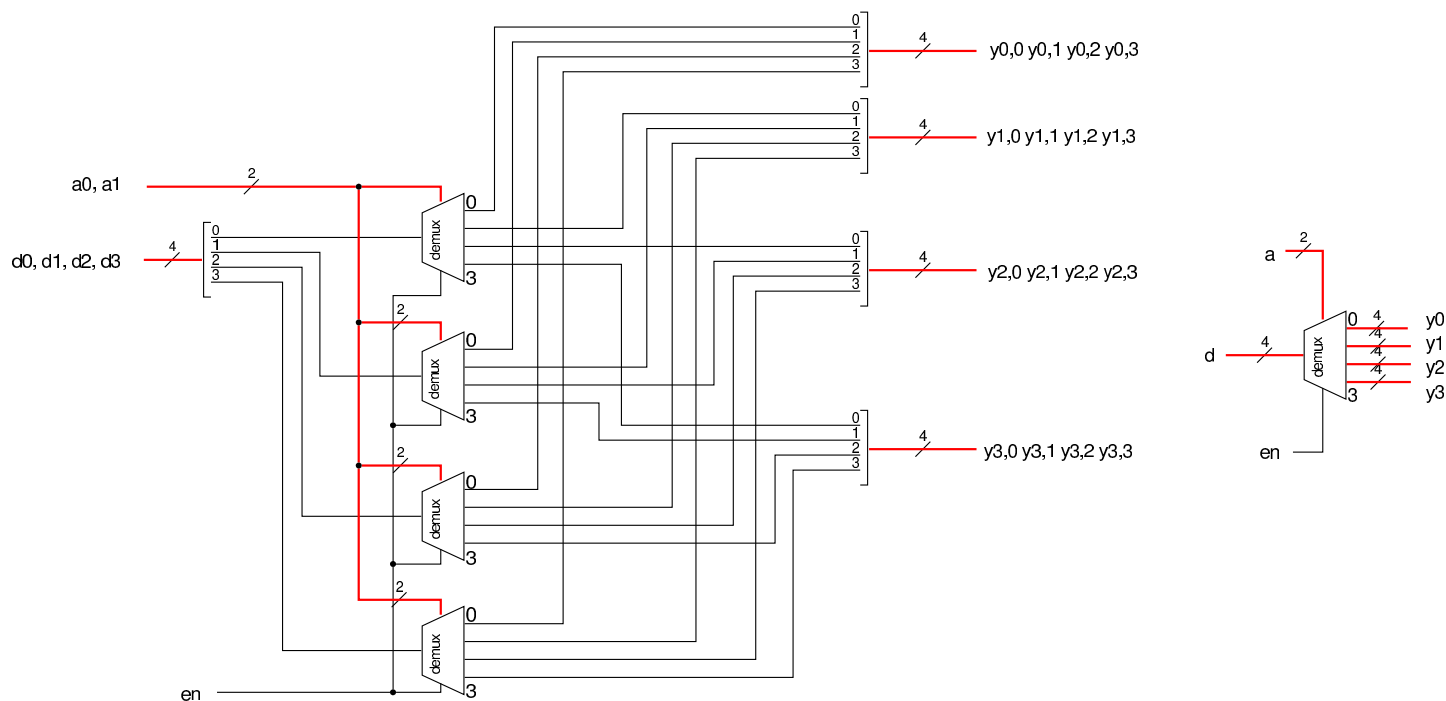 0
1
2
3
4
y0,0 y0,1 y0,2 y0,3
0
1
2
3
4
y1,0 y1,1 y1,2 y1,3
a0, a1
2
d0, d1, d2, d3
4
0
1
2
3
demux
0
3
0
1
2
3
4
y2,0 y2,1 y2,2 y2,3
2
demux
0
3
0
1
2
3
4
y3,0 y3,1 y3,2 y3,3
2
demux
0
3
2
demux
0
3
en
a
2
d
4
demux
0
3
4
y0
4
y1
4
y2
4
y3
en